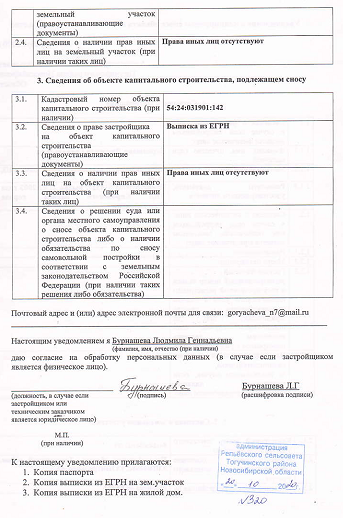 земельный участок
(правоустанавливающие
документы)
2.4. Сведения о наличии прав иных Права иных лиц отсутствуют
лиц на земельный участок (при
наличии таких лиц)
3. Сведения об объекте капитального строительства, подлежащем сносу
3.1. Кадастровый номер объекта
капитального строительства (при 54:24:031901:142
наличии)
3.2. Сведения о праве застройщика Выписка из ЕГРН
на объект капитального
строительства
(правоустанавливающие
документы)
3.3. Сведения о наличии прав иных Права иных лиц отсутствуют
лиц на объект капитального
строительства (при наличии
таких лиц)
3.4. Сведения о решении суда или
органа местного самоуправления
о сносе объекта капитального
строительства либо о наличии
обязательства по сносу
самовольной постройки в
соответствии с земельным
законодательством Российской
Федерации (при наличии таких
решения либо обязательства)
Почтовый адрес и (или) адрес электронной почты для связи: goryacheva_n7@mail.ru
Настоящим уведомлением я Бурнашева Людмила Геннадьевна
(фамилия, имя, отчество (при наличии)
даю согласие на обработку персональных данных (в случае если застройщиком
является физическое лицо).
Бурнашева Бурнашева Л.Г
(должность, в случае если (подпись) (расшифровка подписи)
застройщиком или
техническим заказчиком
является юридическое лицо)
М.П.
(при наличии)
К настоящему уведомлению прилагаются:
1. Копия паспорта
2. Копия выписки из ЕГРН на зем.участок
3. Копия выписки из ЕГРН на жилой дом.
администрация
Репьёвского сельсовета
Тогучинского района
Новосибирской области
20. 10 2020г.
№320